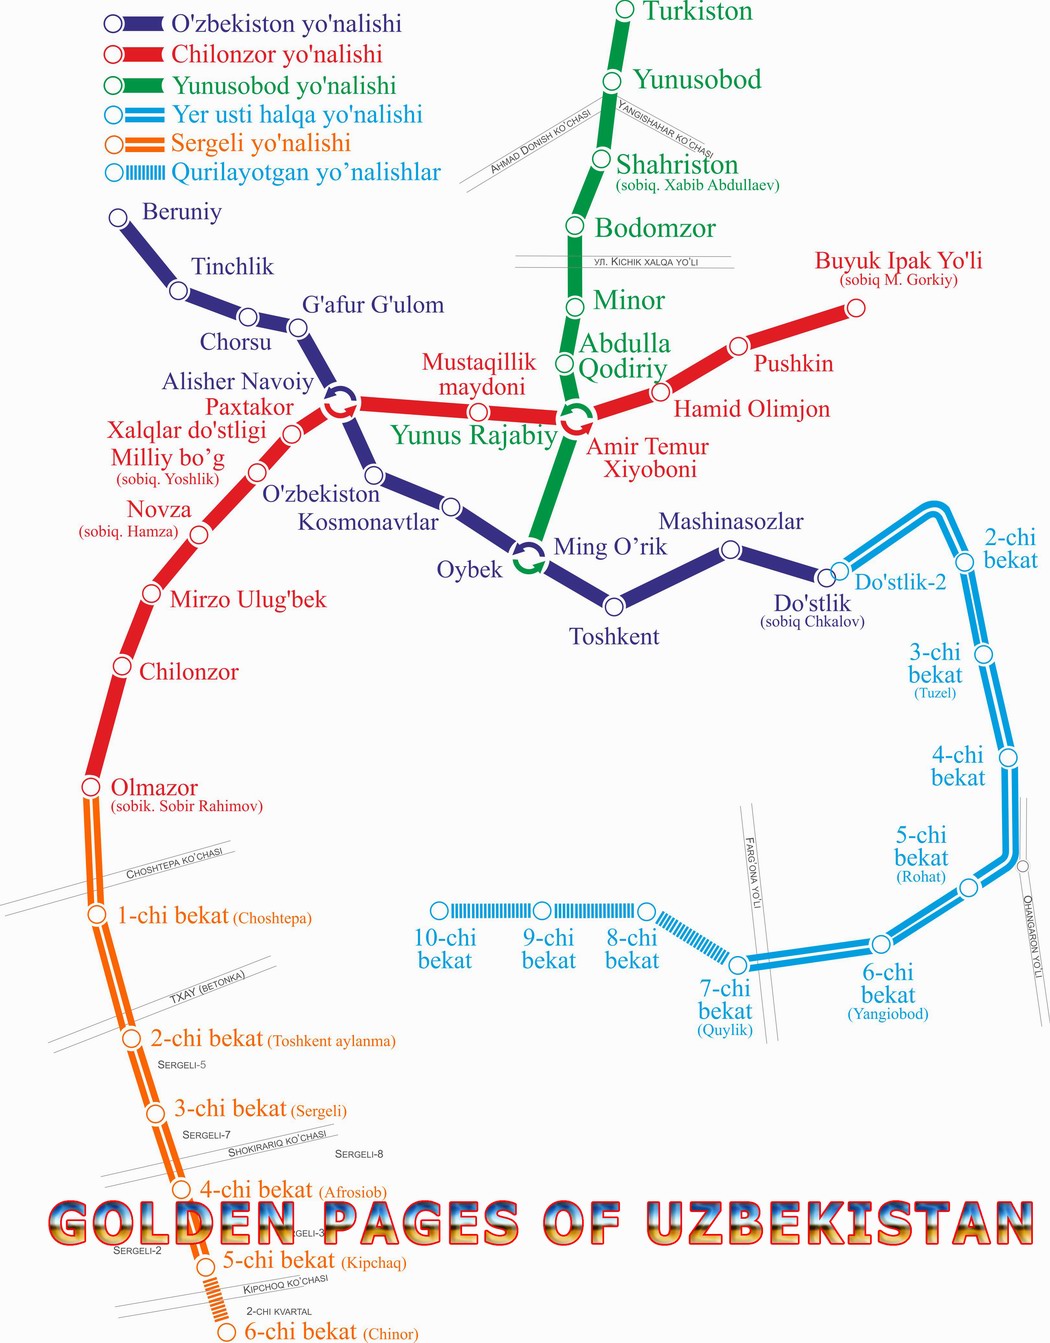 O'zbekiston yo'nalishi
Chilonzor yo'nalishi
Yunusobod yo'nalishi
Yer usti halqa yo'nalishi
Sergeli yo'nalishi
Qurilayotgan yo’nalishlar
Turkiston
Yunusobod
AHMAD DONISH KO'CHASI
YANGISHAHAR KO'CHASI
Shahriston
(sobiq. Xabib Abdullaev)
Bodomzor
ул. KICHIK XALQA YO'LI
Minor
Abdulla
Qodiriy
Yunus Rajabiy
Ming O’rik
Beruniy
Tinchlik
Chorsu
G'afur G'ulom
Alisher Navoiy
O'zbekiston
Kosmonavtlar
Oybek
Toshkent
Mashinasozlar
Do'stlik
(sobiq Chkalov)
Buyuk Ipak Yo'li
(sobiq M. Gorkiy)
Pushkin
Hamid Olimjon
Amir Temur
Xiyoboni
Mustaqillik
maydoni
Paxtakor
Xalqlar do'stligi
Milliy bo’g
(sobiq. Yoshlik)
Novza
(sobiq. Hamza)
Mirzo Ulug'bek
Chilonzor
Olmazor
(sobik. Sobir Rahimov)
Do'stlik-2
2-chi
bekat
3-chi
bekat
(Tuzel)
4-chi
bekat
5-chi
bekat
(Rohat)
OHANGARON YO'LI
6-chi
bekat
(Yangiobod)
FARG'ONA YO'LI
7-chi
bekat
(Quylik)
8-chi
bekat
9-chi
bekat
10-chi
bekat
CHOSHTEPA KO'CHASI
1-chi bekat (Choshtepa)
TXAY (BETONKA)
2-chi bekat (Toshkent aylanma)
SERGELI-5
3-chi bekat (Sergeli)
SERGELI-7
SHOKIRARIQ KO'CHASI
SERGELI-8
4-chi bekat (Afrosiob)
GOLDEN PAGES OF UZBEKISTAN
RGELI-3
SERGELI-2
5-chi bekat (Kipchaq)
KIPCHOQ KO'CHASI
2-CHI KVARTAL
6-chi bekat (Chinor)